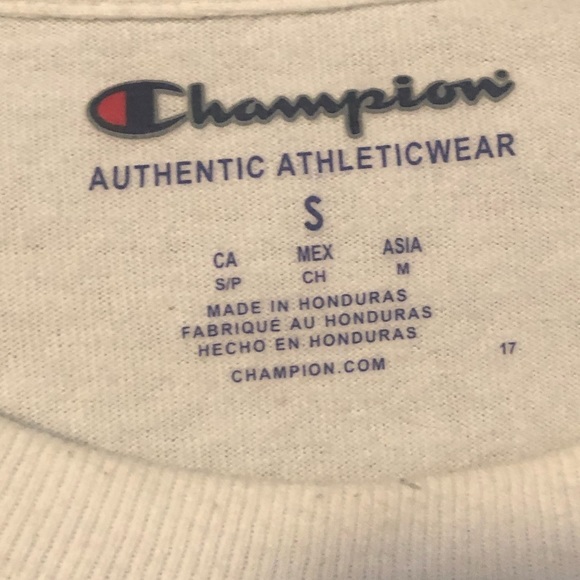 Champion
AUTHENTIC ATHLETICWEAR
S
CA MEX ASIA
S/P CH M
MADE IN HONDURAS
FABRIQUÉ AU HONDURAS
HECHO EN HONDURAS
CHAMPION.COM
17